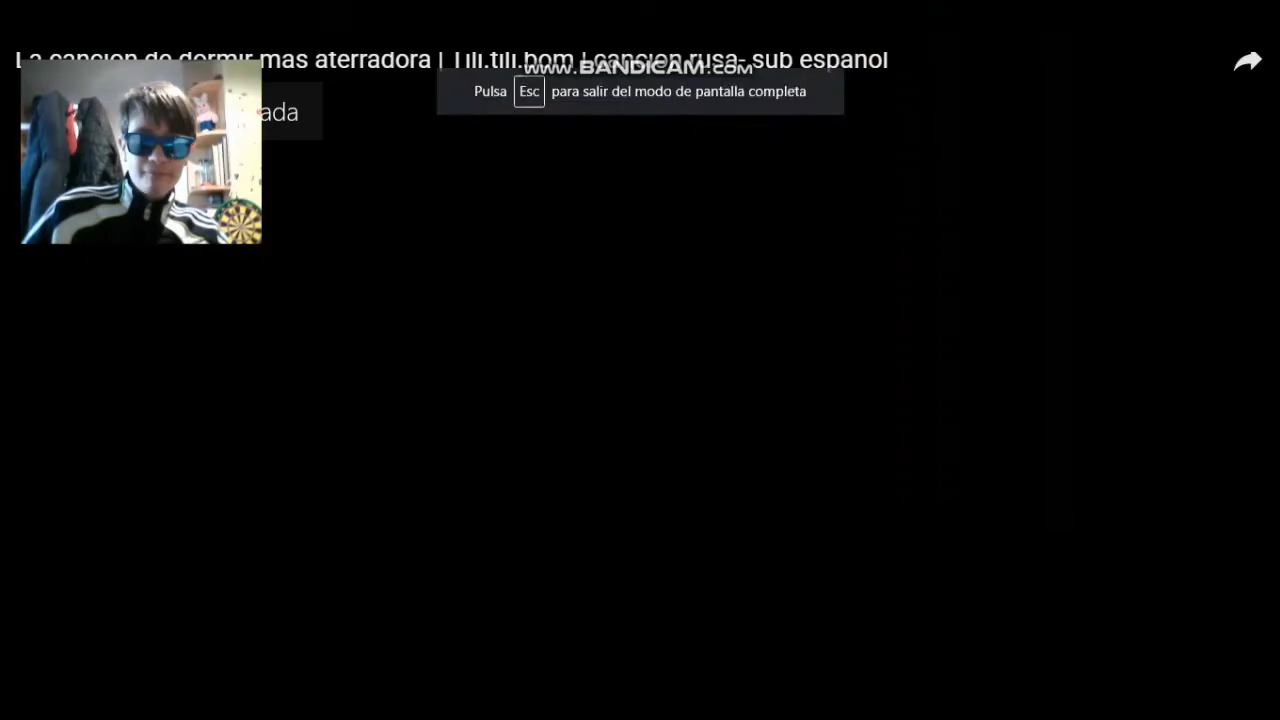 La cancion de dormir mas aterradora | Tili.tili.bom | cancion rusa- sub español
www.BANDICAM.com
Pulsa Esc para salir del modo de pantalla completa
ada